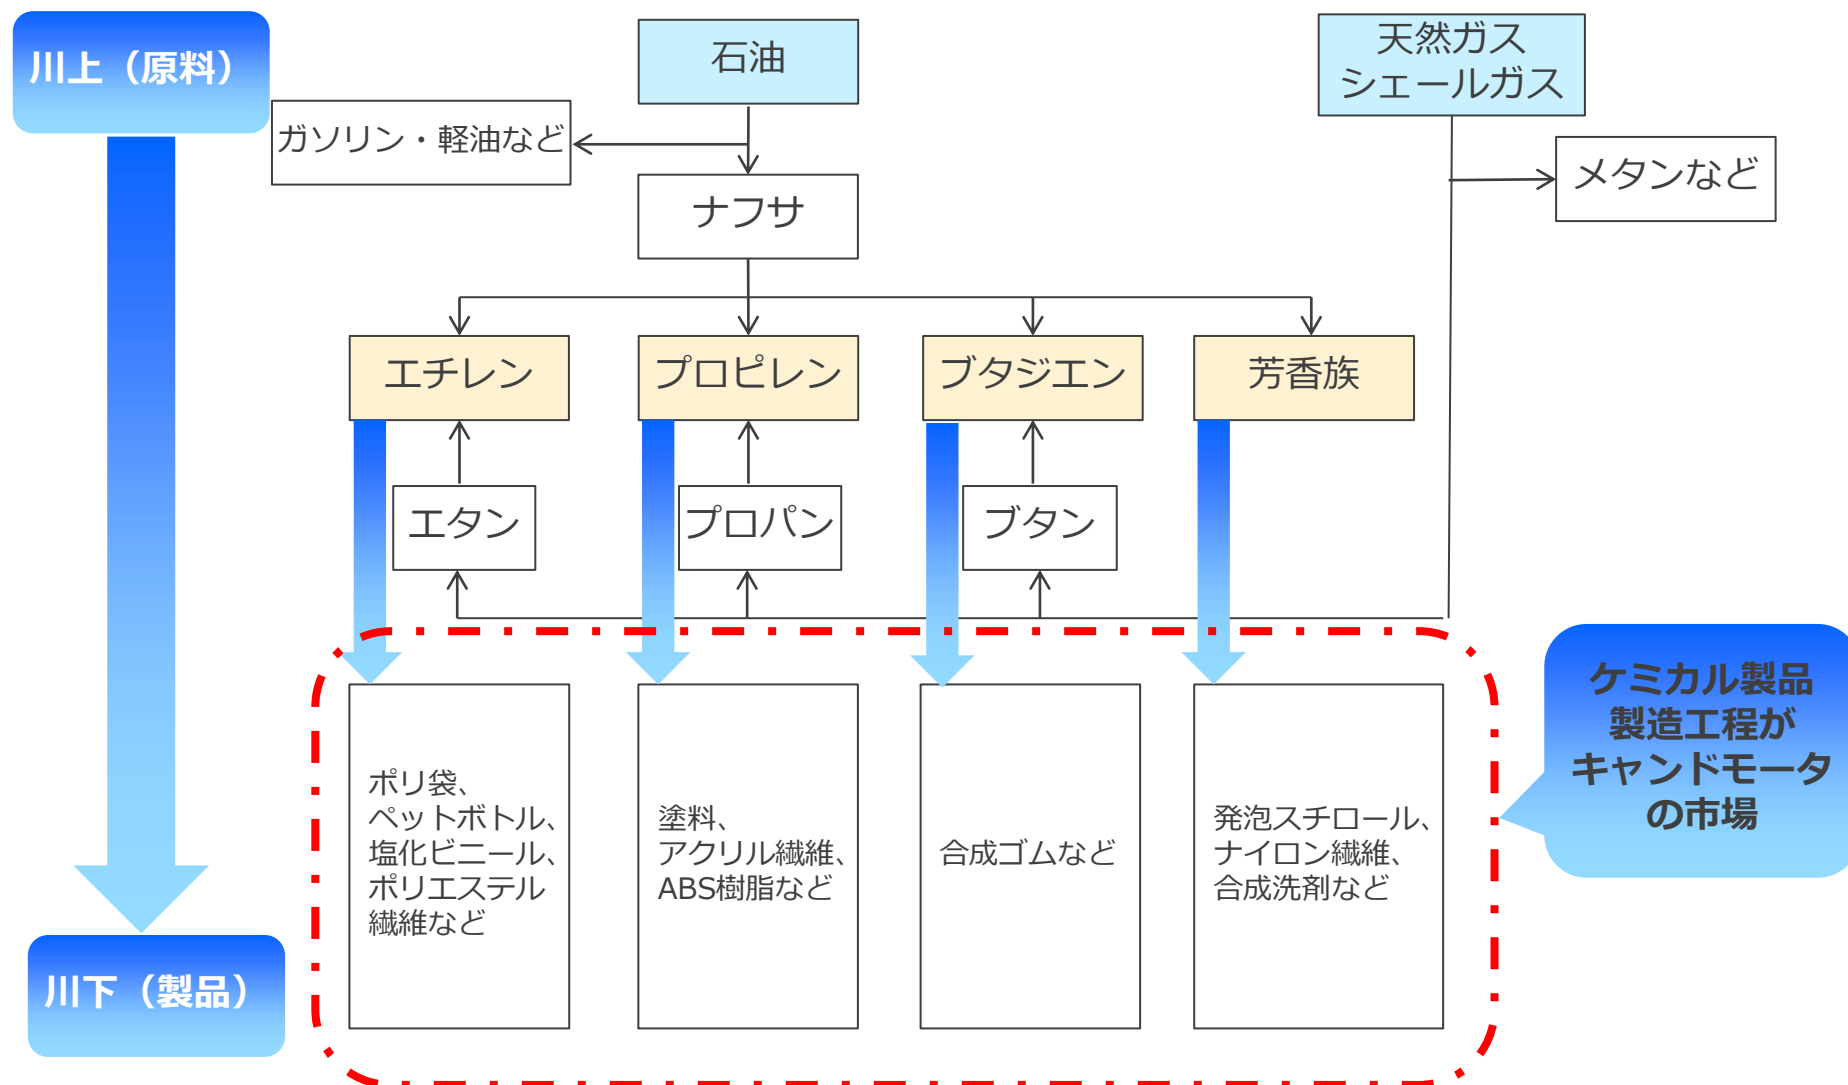 川上（原料）
石油
天然ガス
シェールガス
ガソリン・軽油など
メタンなど
ナフサ
エチレン
プロピレン
ブタジエン
芳香族
エタン
プロパン
ブタン
ポリ袋、
ペットボトル、
塩化ビニール、
ポリエステル
繊維など
塗料、
アクリル繊維、
ABS樹脂など
合成ゴムなど
発泡スチロール、
ナイロン繊維、
合成洗剤など
ケミカル製品
製造工程が
キャンドモータ
の市場
川下（製品）